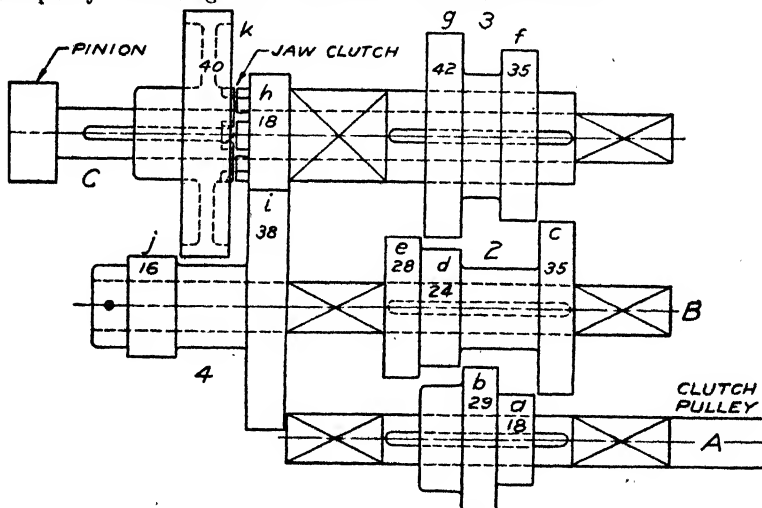 g 3 f
k
PINION
JAW CLUTCH
40
42
35
h
18
C
i
38
j
16
e
28
d
24
2
c
35
B
4
b
29
a
18
CLUTCH
PULLEY
A